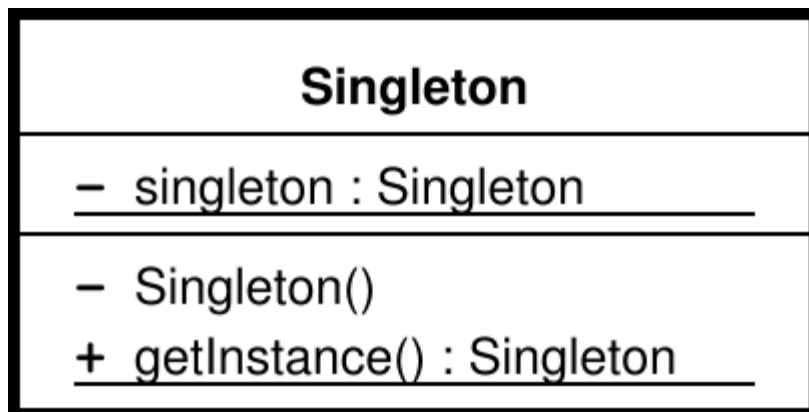 Singleton
– singleton : Singleton
– Singleton()
+ getInstance() : Singleton